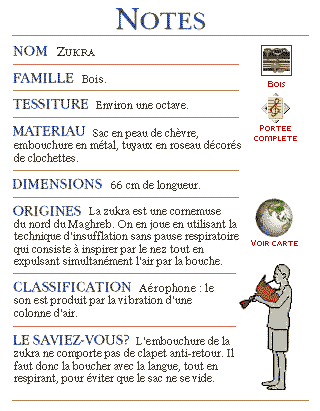 NOTES
NOM Zukra
FAMILLE Bois.
Bois
TESSITURE Environ une octave.
PORTEE
COMPLETE
MATERIAU Sac en peau de chèvre,
embouchure en métal, tuyaux en roseau décorés
de clochettes.
DIMENSIONS 66 cm de longueur.
ORIGINES La zukra est une cornemuse
du nord du Maghreb. On en joue en utilisant la
technique d'insufflation sans pause respiratoire
qui consiste à inspirer par le nez tout en
expulsant simultanément l'air par la bouche.
VOIR CARTE
CLASSIFICATION Aérophone : le
son est produit par la vibration d'une
colonne d'air.
LE SAVIEZ-VOUS? L'embouchure de la
zukra ne comporte pas de clapet anti-retour. Il
faut donc la boucher avec la langue, tout en
respirant, pour éviter que le sac ne se vide.